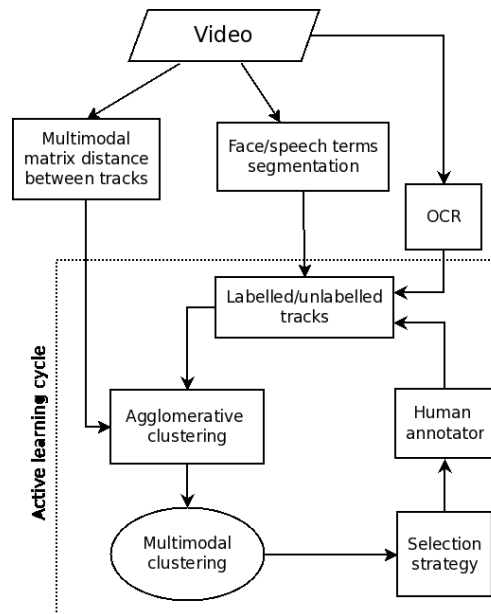 Video
Multimodal
matrix distance
between tracks
Face/speech terms
segmentation
OCR
Labelled/unlabelled
tracks
Active learning cycle
Agglomerative
clustering
Human
annotator
Multimodal
clustering
Selection
strategy